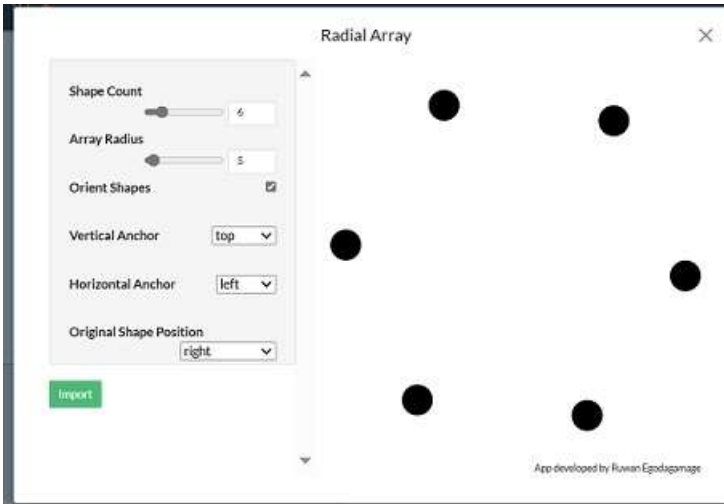 Radial Array
Shape Count
6
Array Radius
5
Orient Shapes
Vertical Anchor
top
Horizontal Anchor
left
Original Shape Position
right
Import
App developed by Ruwan Egodagamage